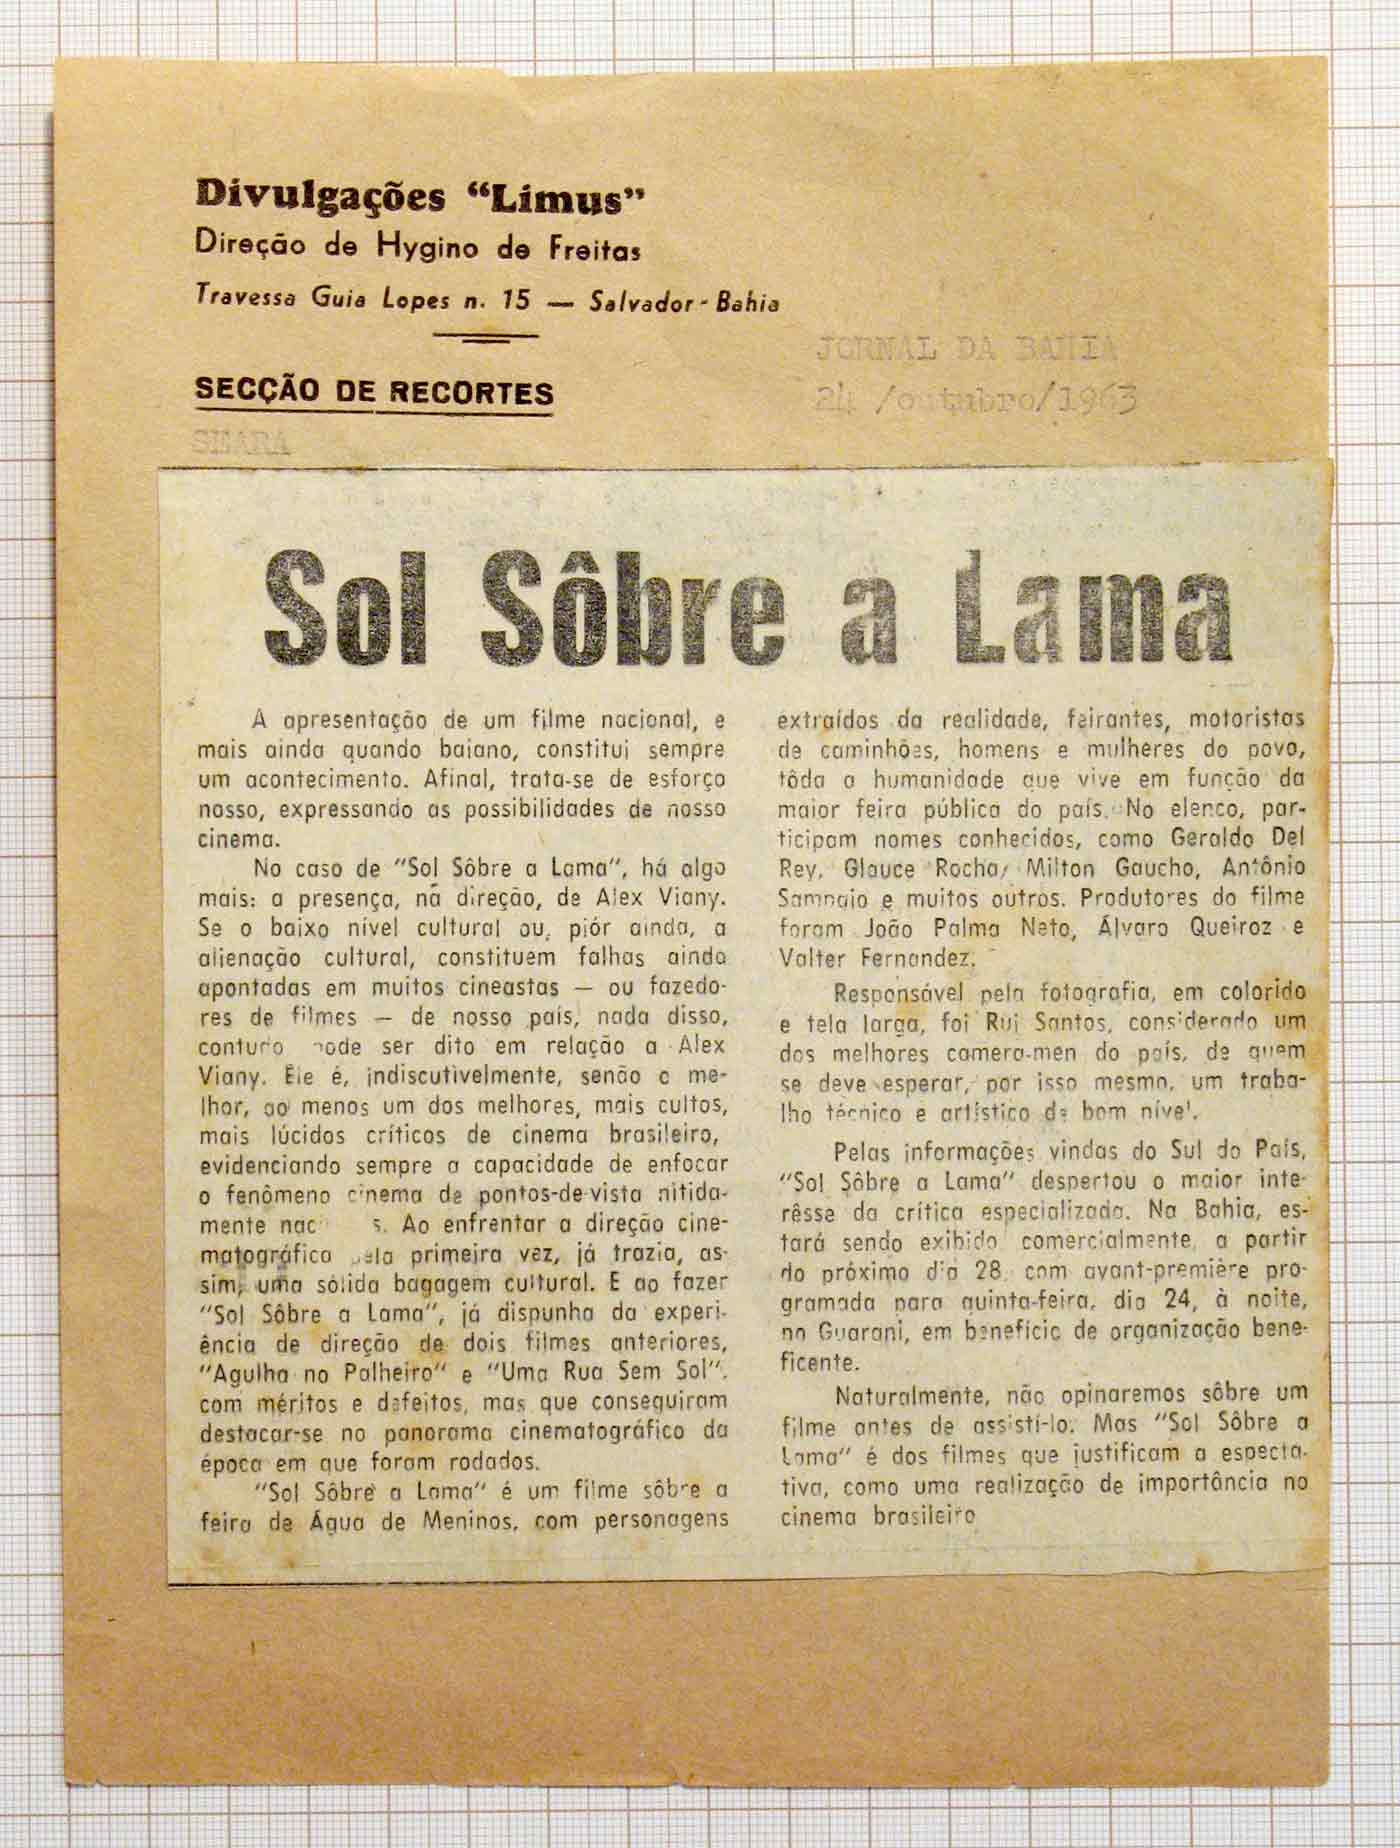 Divulgações "Límus"
Direção de Hygino de Freitas
Travessa Guia Lopes n. 15 — Salvador - Bahia
SECÇÃO DE RECORTES
JORNAL DA BAHIA
24 /outubro/1963
SEARA
Sol Sôbre a Lama
A apresentação de um filme nacional, e
mais ainda quando baiano, constitui sempre
um acontecimento. Afinal, trata-se de esforço
nosso, expressando as possibilidades de nosso
cinema.
No caso de "Sol Sôbre a Lama", há algo
mais: a presença, na direção, de Alex Viany.
Se o baixo nível cultural ou, piór ainda, a
alienação cultural, constituem falhas ainda
apontadas em muitos cineastas — ou fazedo-
res de filmes — de nosso país, nada disso,
contudo pode ser dito em relação a Alex
Viany. Ele é, indiscutivelmente, senão o me-
lhor, ao menos um dos melhores, mais cultos,
mais lúcidos críticos de cinema brasileiro,
evidenciando sempre a capacidade de enfocar
o fenômeno cinema de pontos-de-vista nitida-
mente s. Ao enfrentar a direção cine-
matográfica pela primeira vez, já trazia, as-
sim, uma sólida bagagem cultural. E ao fazer
"Sol Sôbre a Lama", já dispunha da experi-
ência de direção de dois filmes anteriores,
"Agulha no Palheiro" e "Uma Rua Sem Sol".
com méritos e defeitos, mas que conseguiram
destacar-se no panorama cinematográfico da
época em que foram rodados.
"Sol Sôbre a Lama" é um filme sôbre a
feira de Água de Meninos, com personagens
extraídos da realidade, feirantes, motoristas
de caminhões, homens e mulheres do povo,
tôda a humanidade que vive em função da
maior feira pública do país. No elenco, par-
ticipam nomes conhecidos, como Geraldo Del
Rey, Glauce Rocha, Milton Gaucho, Antônio
Sampaio e muitos outros. Produtores do filme
foram João Palma Neto, Álvaro Queiroz e
Valter Fernandez.
Responsável pela fotografia, em colorido
e tela larga, foi Rui Santos, considerado um
dos melhores camera-men do país, de quem
se deve esperar, por isso mesmo, um traba-
lho técnico e artístico de bom nível.
Pelas informações vindas do Sul do País,
"Sol Sôbre a Lama" despertou o maior inte-
rêsse da crítica especializada. Na Bahia, es-
tará sendo exibido comercialmente, a partir
do próximo dia 28, com avant-première pro-
gramada para quinta-feira, dia 24, à noite,
no Guarani, em benefício de organização bene-
ficente.
Naturalmente, não opinaremos sôbre um
filme antes de assistí-lo. Mas "Sol Sôbre a
Lama" é dos filmes que justificam a especta-
tiva, como uma realização de importância no
cinema brasileiro